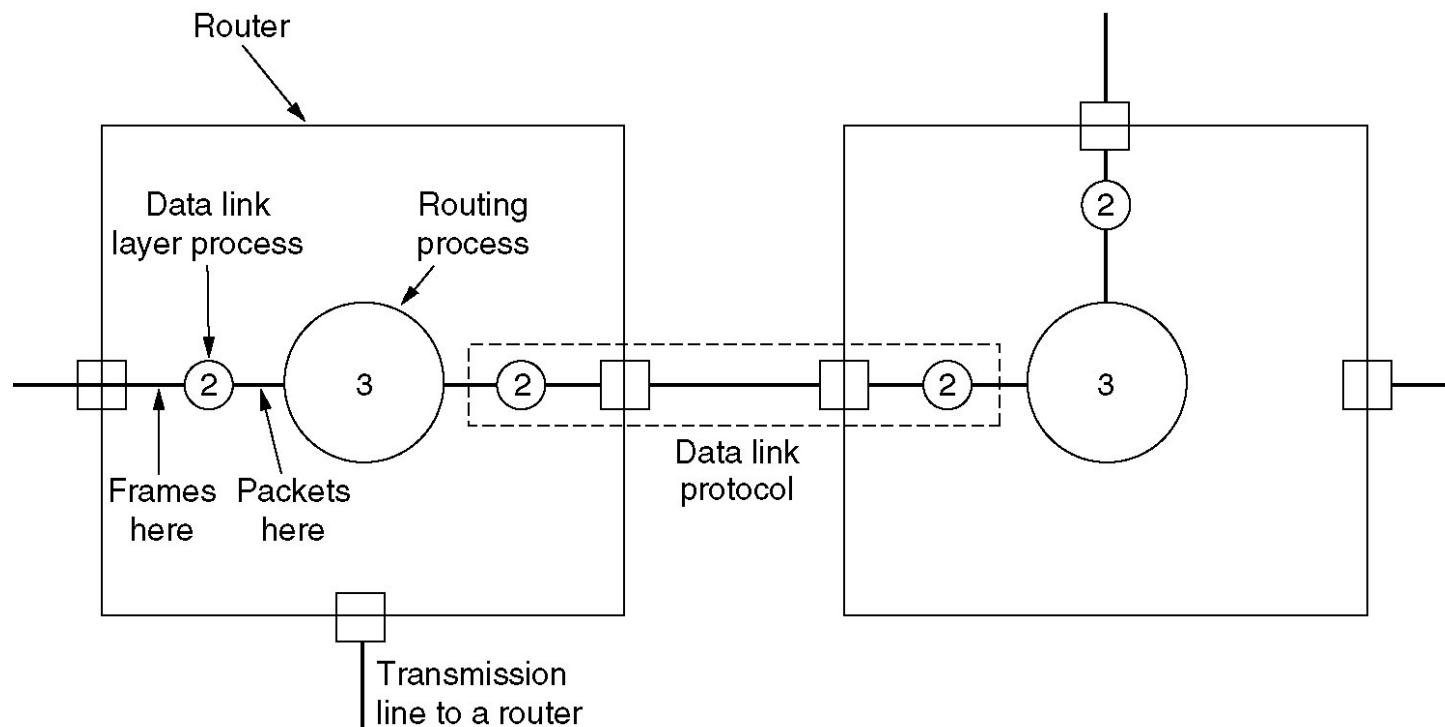 Router
Data link
layer process
Routing
process
2
2
3
2
2
3
Frames
here
Packets
here
Data link
protocol
Transmission
line to a router